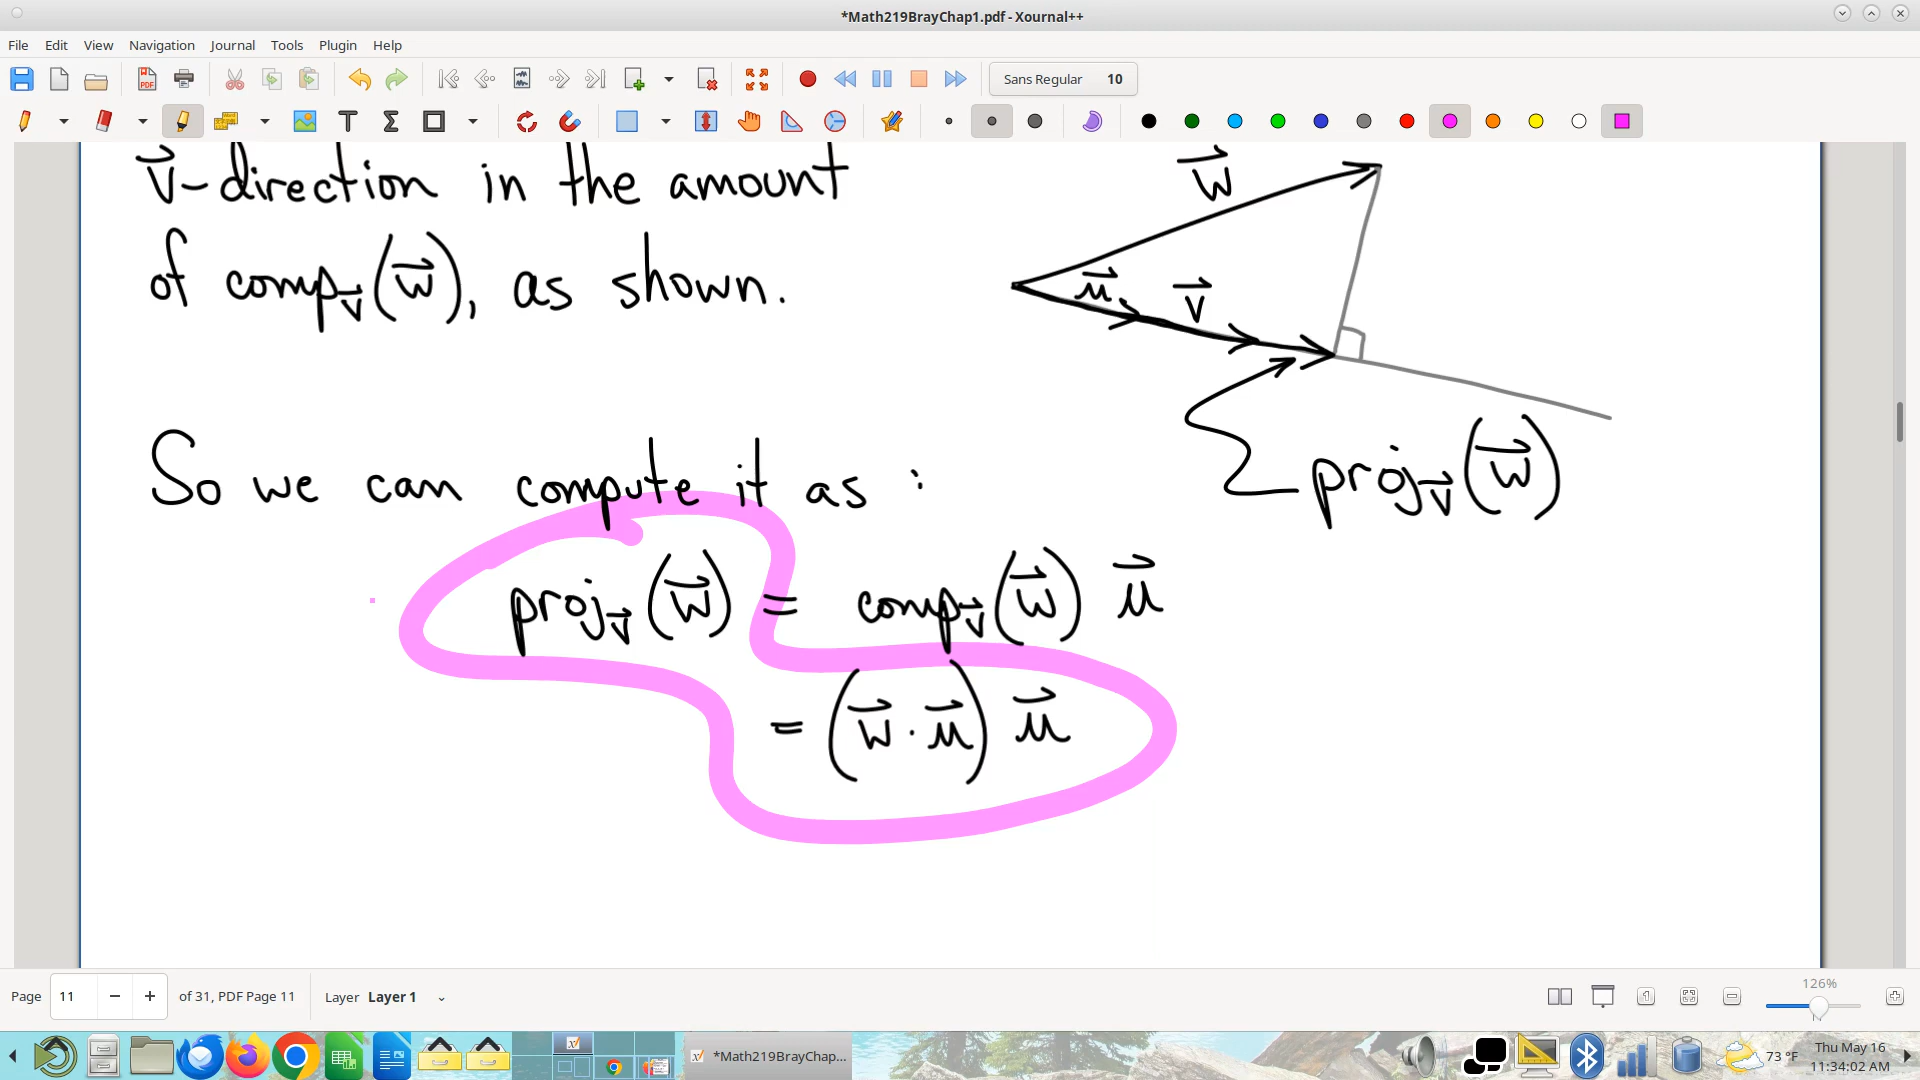 *Math219BrayChap1.pdf - Xournal++
File Edit View Navigation Journal Tools Plugin Help
Sans Regular 10
v⃗-direction in the amount
of comp_v⃗(w⃗), as shown.
w⃗
u⃗
v⃗
proj_v⃗(w⃗)
So we can compute it as :
proj_v⃗(w⃗) = comp_v⃗(w⃗) u⃗
= (w⃗ · u⃗) u⃗
126%
Page 11 of 31, PDF Page 11 Layer Layer 1
*Math219BrayChap...
73 °F
Thu May 16
11:34:02 AM